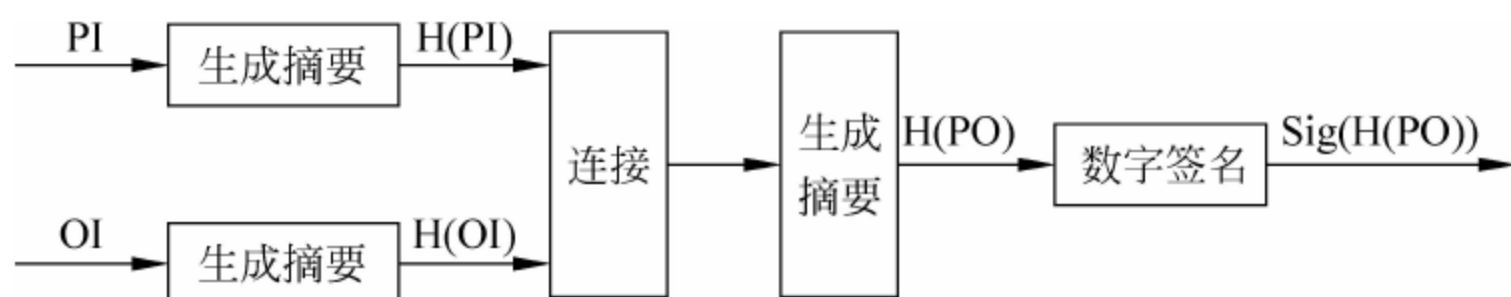 PI
生成摘要
H(PI)
OI
生成摘要
H(OI)
连接
生成
摘要
H(PO)
数字签名
Sig(H(PO))